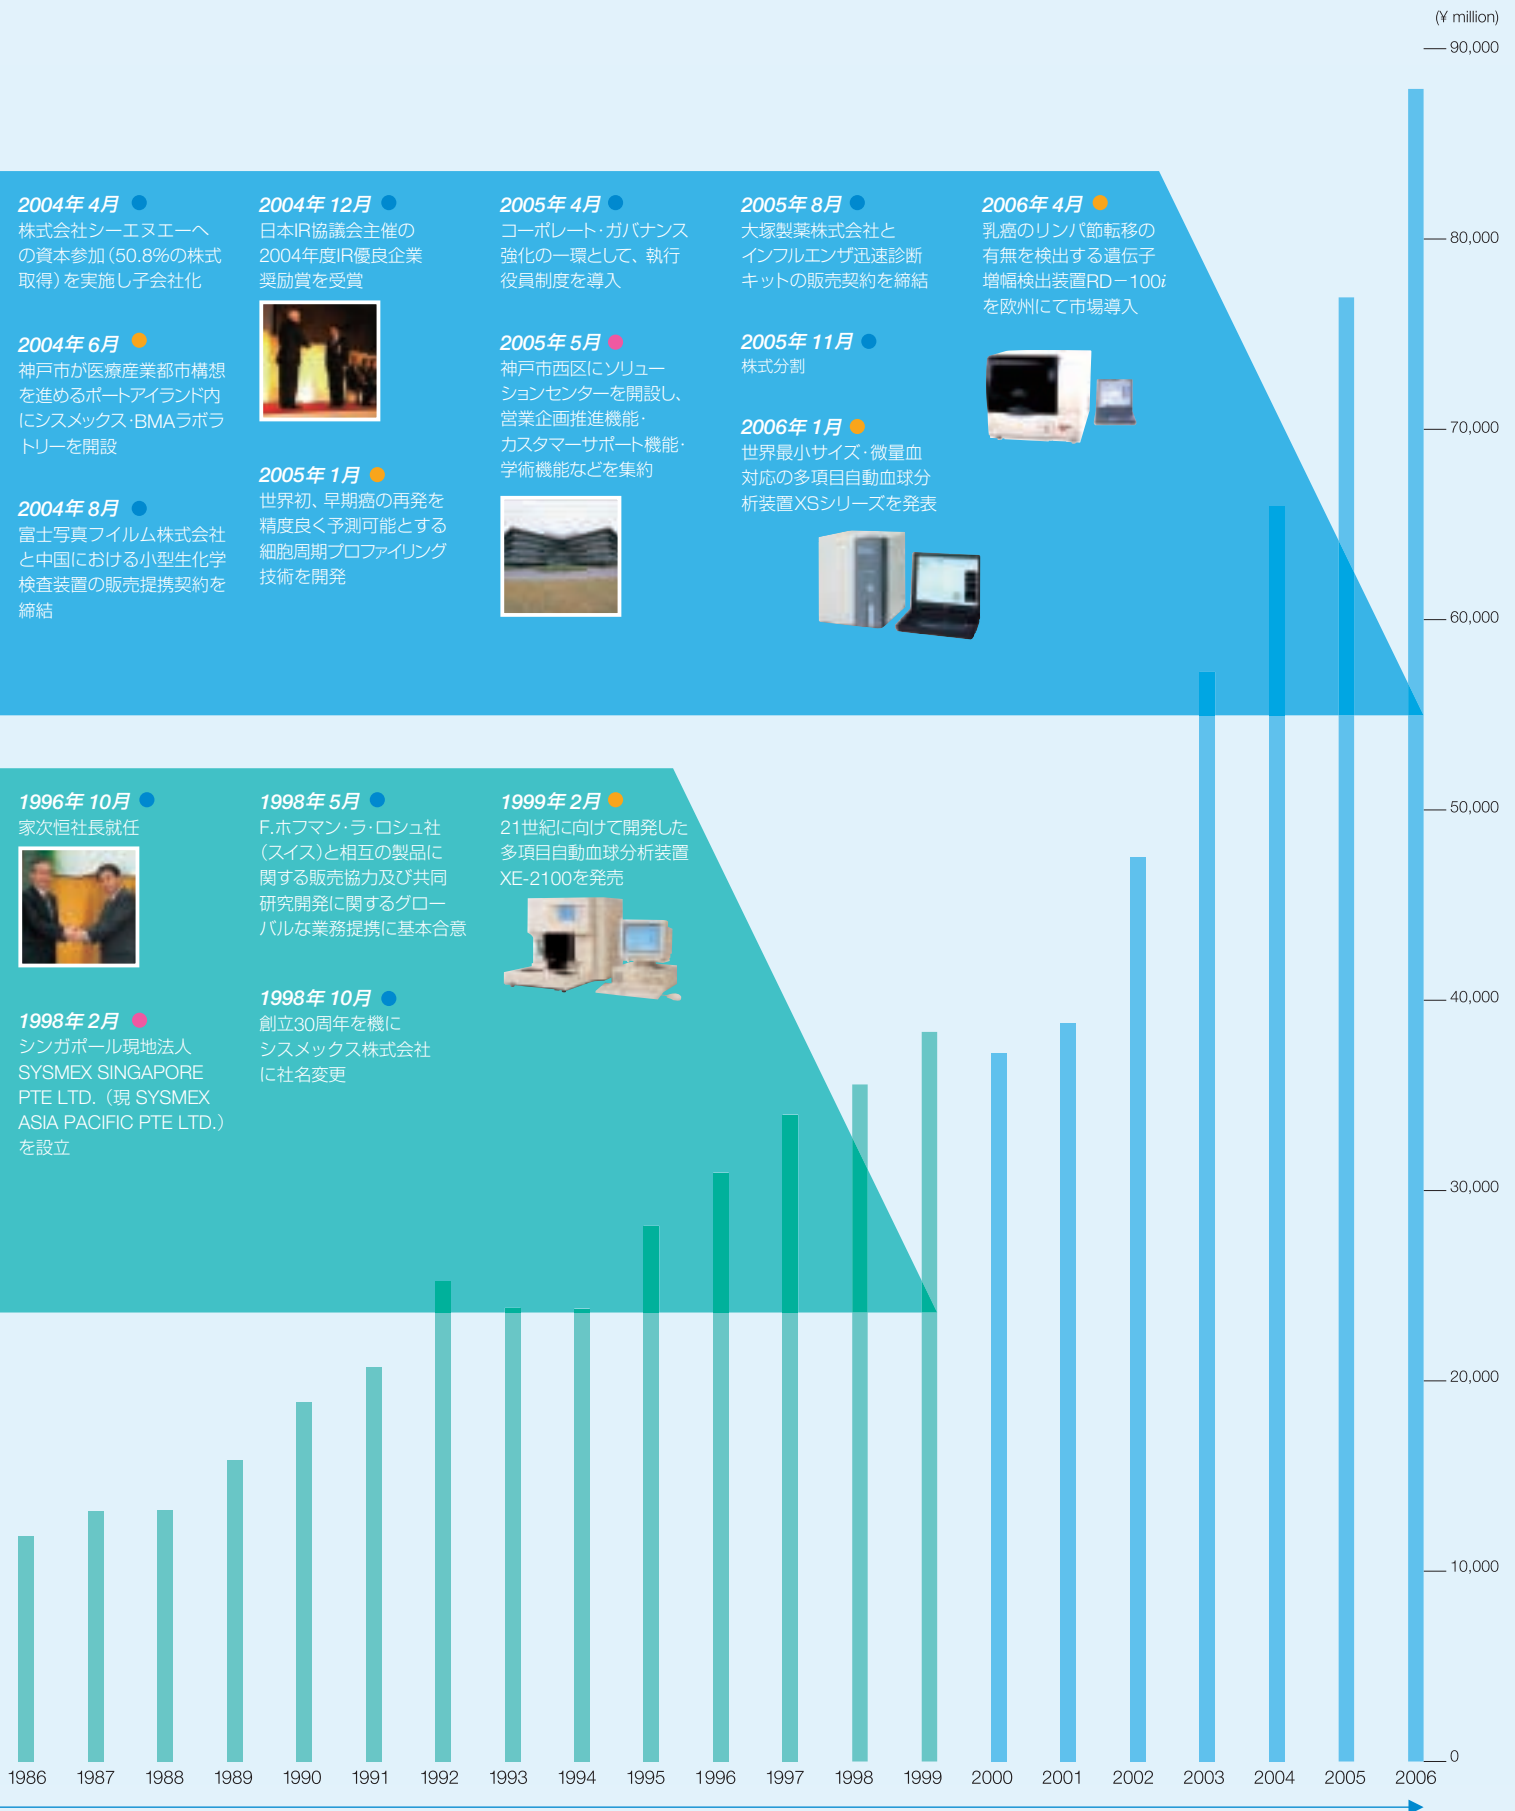 (¥ million)
90,000
80,000
70,000
60,000
50,000
40,000
30,000
20,000
10,000
0
2004年 4月
株式会社シーエヌエーへ
の資本参加(50.8%の株式
取得)を実施し子会社化
2004年 6月
神戸市が医療産業都市構想
を進めるポートアイランド内
にシスメックス・BMAラボラ
トリーを開設
2004年 8月
富士写真フイルム株式会社
と中国における小型生化学
検査装置の販売提携契約を
締結
2004年 12月
日本IR協議会主催の
2004年度IR優良企業
奨励賞を受賞
2005年 1月
世界初、早期癌の再発を
精度良く予測可能とする
細胞周期プロファイリング
技術を開発
2005年 4月
コーポレート・ガバナンス
強化の一環として、執行
役員制度を導入
2005年 5月
神戸市西区にソリュー
ションセンターを開設し、
営業企画推進機能・
カスタマーサポート機能・
学術機能などを集約
2005年 8月
大塚製薬株式会社と
インフルエンザ迅速診断
キットの販売契約を締結
2005年 11月
株式分割
2006年 1月
世界最小サイズ・微量血
対応の多項目自動血球分
析装置XSシリーズを発表
2006年 4月
乳癌のリンパ節転移の
有無を検出する遺伝子
増幅検出装置RD－100i
を欧州にて市場導入
1996年 10月
家次恒社長就任
1998年 2月
シンガポール現地法人
SYSMEX SINGAPORE
PTE LTD.（現 SYSMEX
ASIA PACIFIC PTE LTD.）
を設立
1998年 5月
F.ホフマン・ラ・ロシュ社
（スイス）と相互の製品に
関する販売協力及び共同
研究開発に関するグロー
バルな業務提携に基本合意
1998年 10月
創立30周年を機に
シスメックス株式会社
に社名変更
1999年 2月
21世紀に向けて開発した
多項目自動血球分析装置
XE-2100を発売
1986 1987 1988 1989 1990 1991 1992 1993 1994 1995 1996 1997 1998 1999 2000 2001 2002 2003 2004 2005 2006